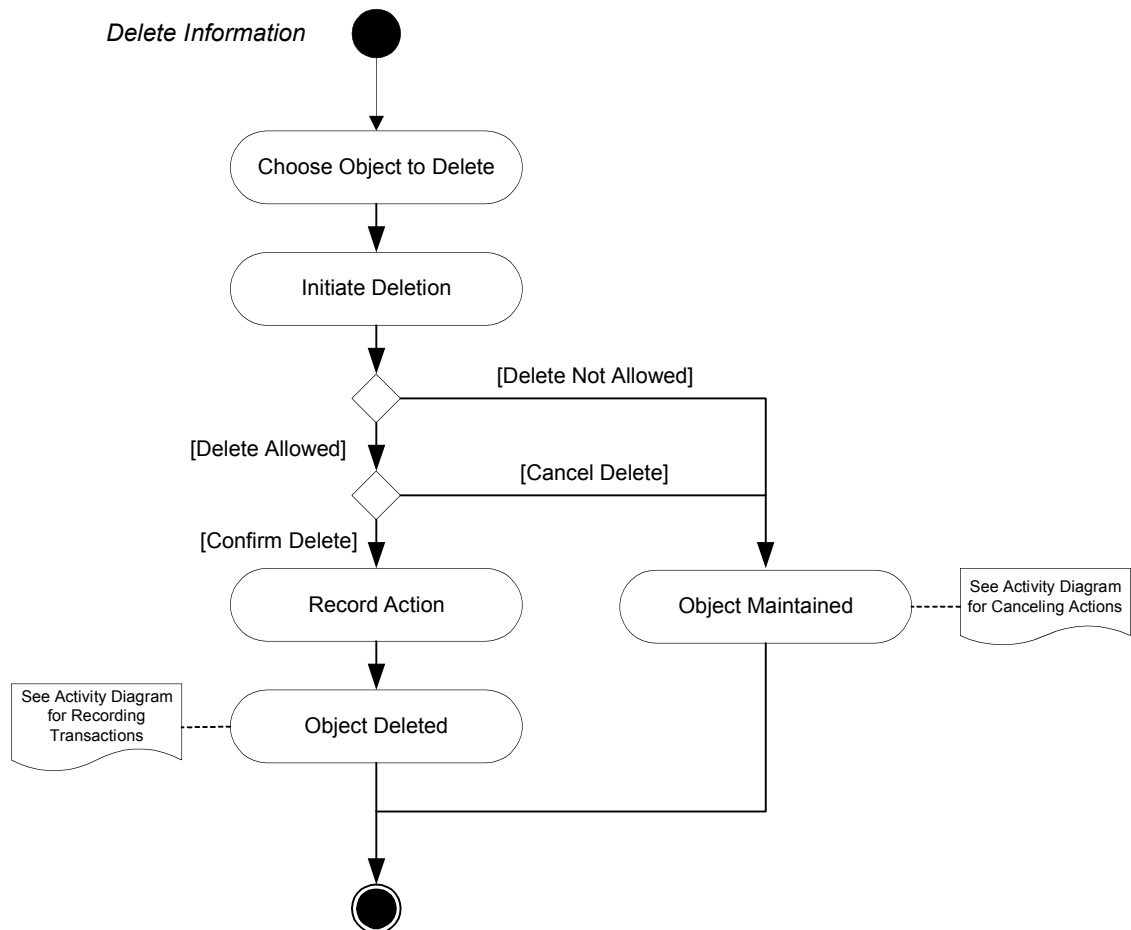 Delete Information
Choose Object to Delete
Initiate Deletion
[Delete Not Allowed]
[Delete Allowed]
[Cancel Delete]
[Confirm Delete]
Record Action
Object Maintained
See Activity Diagram
for Canceling Actions
See Activity Diagram
for Recording
Transactions
Object Deleted